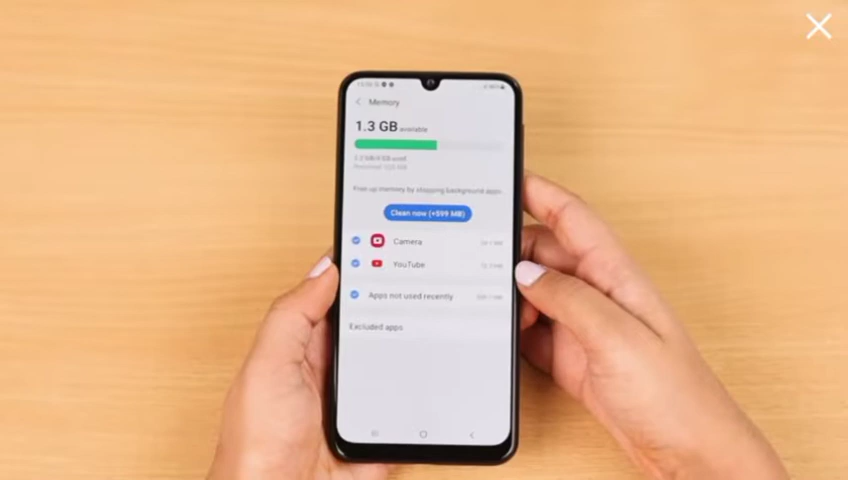 Memory
1.3 GB available
Free up memory by stopping background apps.
Clean now (+599 MB)
Camera
YouTube
Apps not used recently
Excluded apps